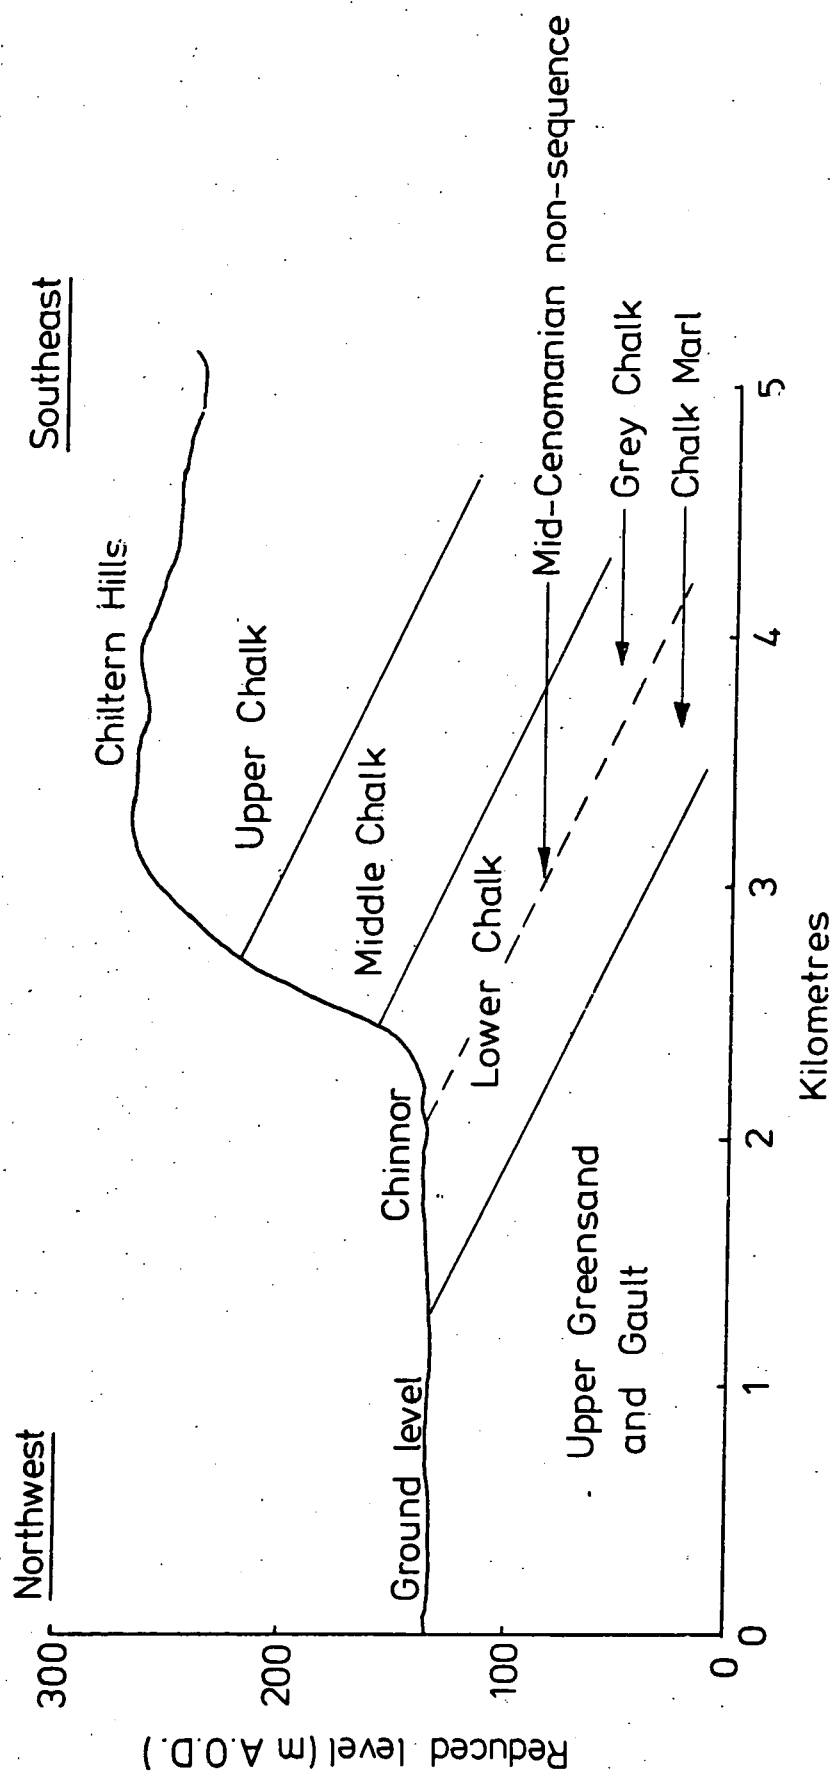 Northwest
Southeast
Chiltern Hills
Upper Chalk
Middle Chalk
Lower Chalk
Chinnor
Ground level
Mid-Cenomanian non-sequence
Grey Chalk
Chalk Marl
Upper Greensand
and Gault
Reduced level (m A.O.D.)
300
200
100
0
0
1
2
3
4
5
Kilometres